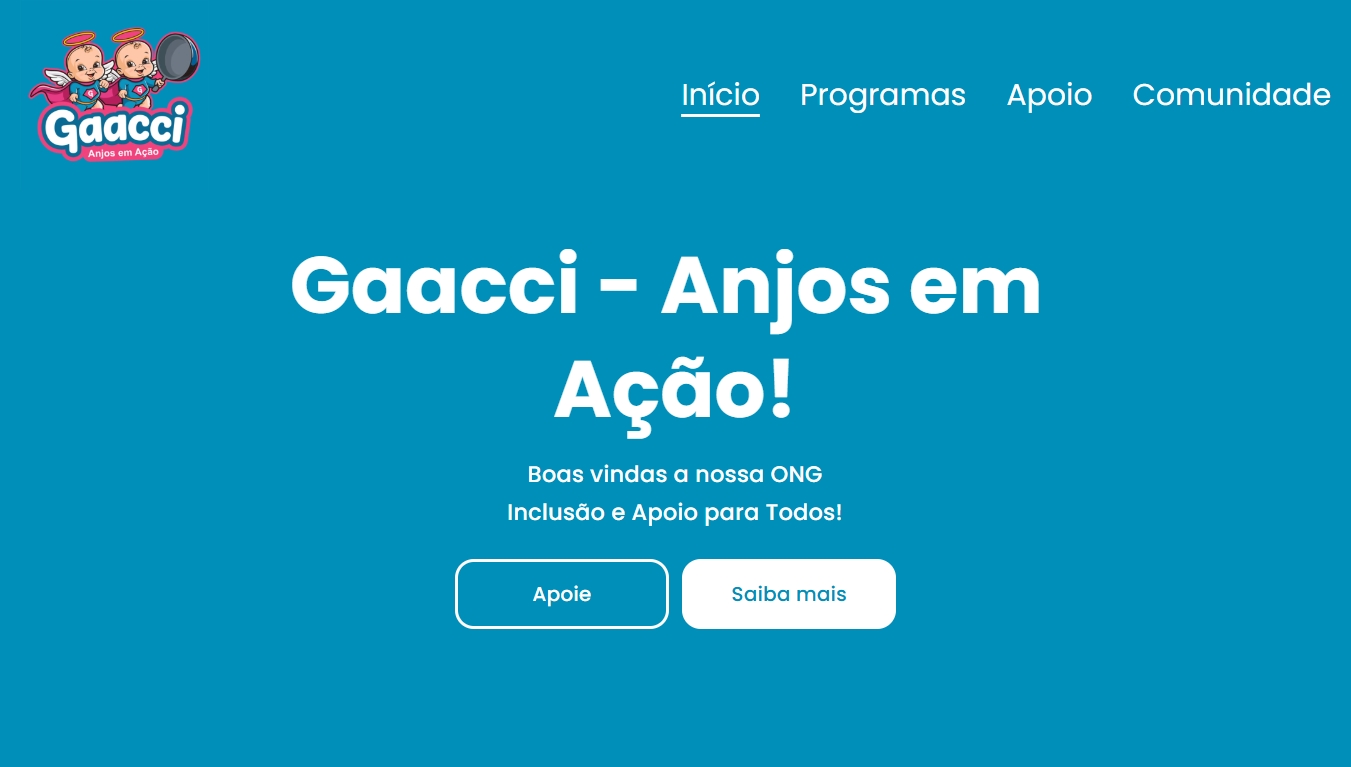 Gaacci
Anjos em Ação
Início Programas Apoio Comunidade
Gaacci - Anjos em
Ação!
Boas vindas a nossa ONG
Inclusão e Apoio para Todos!
Apoie Saiba mais